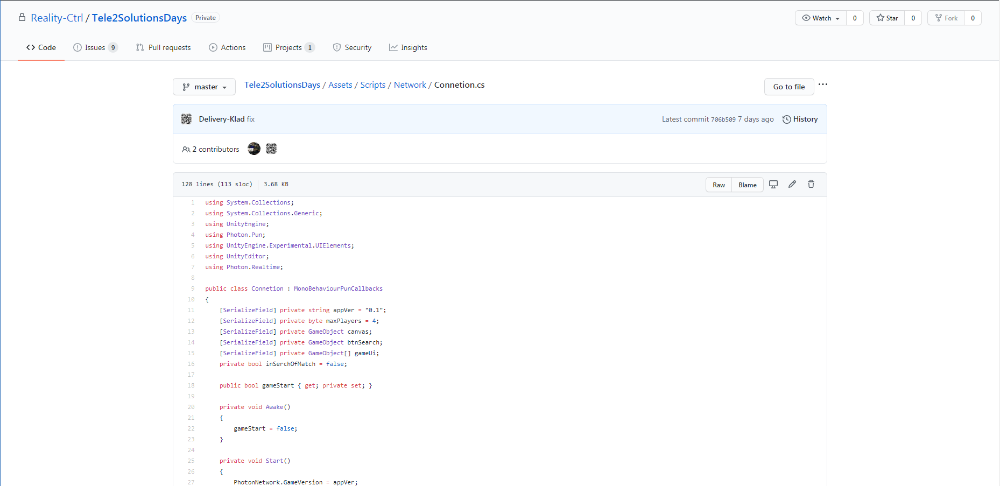 Reality-Ctrl / Tele2SolutionsDays Private
Watch 0 Star 0 Fork 0
Code Issues 9 Pull requests Actions Projects 1 Security Insights
master Tele2SolutionsDays / Assets / Scripts / Network / Connetion.cs Go to file ...
Delivery-Klad fix Latest commit 706b509 7 days ago History
2 contributors
128 lines (113 sloc) 3.68 KB Raw Blame
1 using System.Collections;
2 using System.Collections.Generic;
3 using UnityEngine;
4 using Photon.Pun;
5 using UnityEngine.Experimental.UIElements;
6 using UnityEditor;
7 using Photon.Realtime;
8
9 public class Connetion : MonoBehaviourPunCallbacks
10 {
11 [SerializeField] private string appVer = "0.1";
12 [SerializeField] private byte maxPlayers = 4;
13 [SerializeField] private GameObject canvas;
14 [SerializeField] private GameObject btnSearch;
15 [SerializeField] private GameObject[] gameUi;
16 private bool inSerchOfMatch = false;
17
18 public bool gameStart { get; private set; }
19
20 private void Awake()
21 {
22 gameStart = false;
23 }
24
25 private void Start()
26 {
27 PhotonNetwork.GameVersion = appVer;